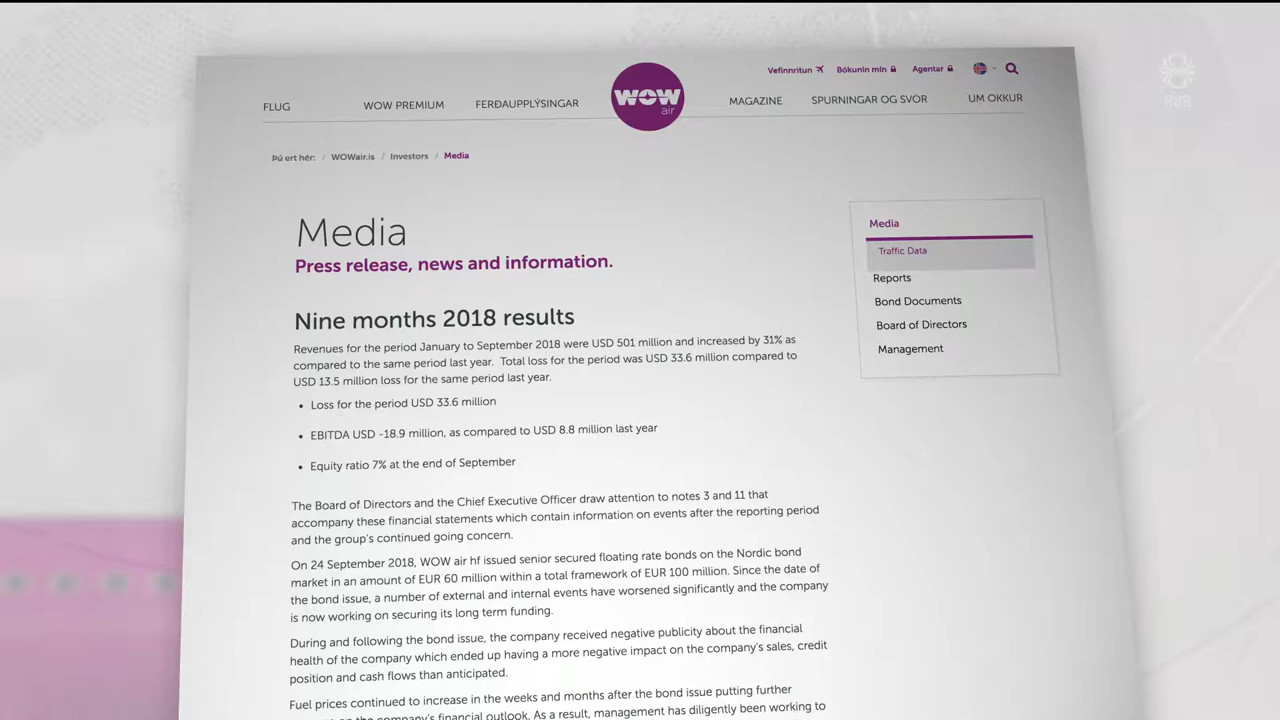 Vefinnritun
Bókunin mín
Agentar
FLUG
WOW PREMIUM
FERÐAUPPLÝSINGAR
WOW
air
MAGAZINE
SPURNINGAR OG SVÖR
UM OKKUR
Þú ert hér: / WOWair.is / Investors / Media
Media
Press release, news and information.
Media
Traffic Data
Reports
Bond Documents
Board of Directors
Management
Nine months 2018 results
Revenues for the period January to September 2018 were USD 501 million and increased by 31% as
compared to the same period last year. Total loss for the period was USD 33.6 million compared to
USD 13.5 million loss for the same period last year.
• Loss for the period USD 33.6 million
• EBITDA USD -18.9 million, as compared to USD 8.8 million last year
• Equity ratio 7% at the end of September
The Board of Directors and the Chief Executive Officer draw attention to notes 3 and 11 that
accompany these financial statements which contain information on events after the reporting period
and the group's continued going concern.
On 24 September 2018, WOW air hf issued senior secured floating rate bonds on the Nordic bond
market in an amount of EUR 60 million within a total framework of EUR 100 million. Since the date of
the bond issue, a number of external and internal events have worsened significantly and the company
is now working on securing its long term funding.
During and following the bond issue, the company received negative publicity about the financial
health of the company which ended up having a more negative impact on the company's sales, credit
position and cash flows than anticipated.
Fuel prices continued to increase in the weeks and months after the bond issue putting further
on the company's financial outlook. As a result, management has diligently been working to